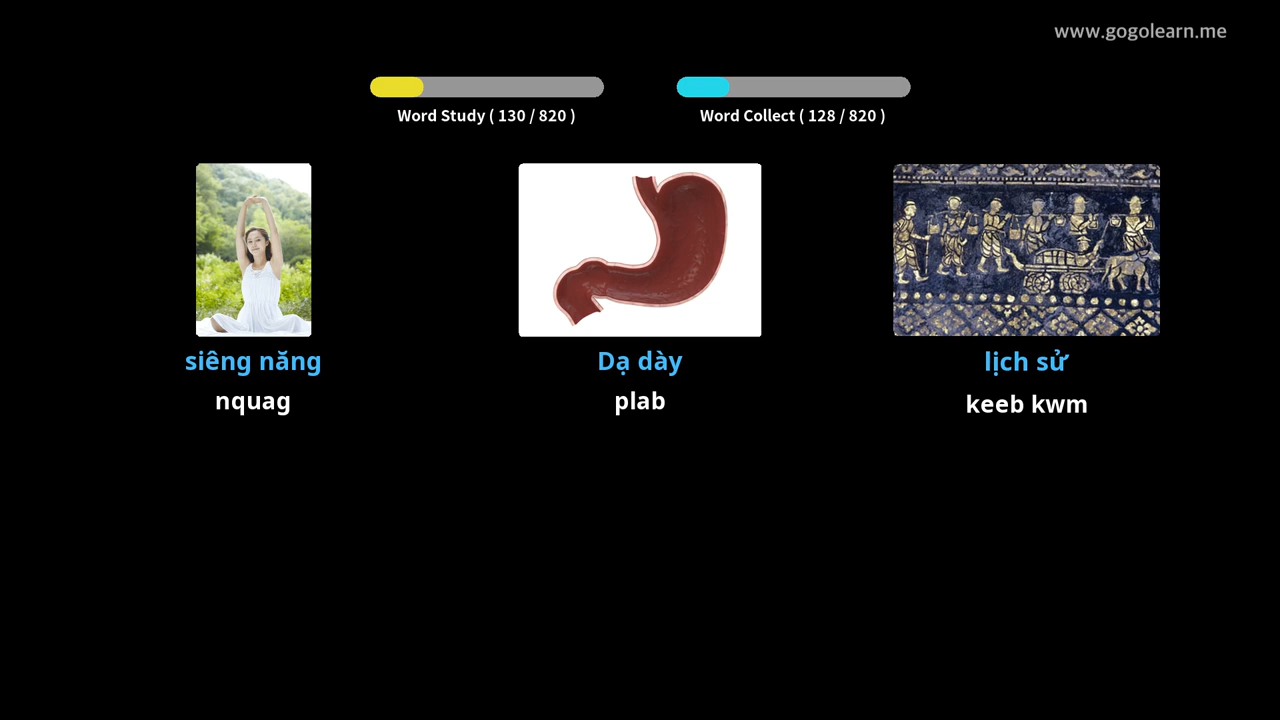 www.gogolearn.me
Word Study ( 130 / 820 )
Word Collect ( 128 / 820 )
siêng năng
nquag
Dạ dày
plab
lịch sử
keeb kwm